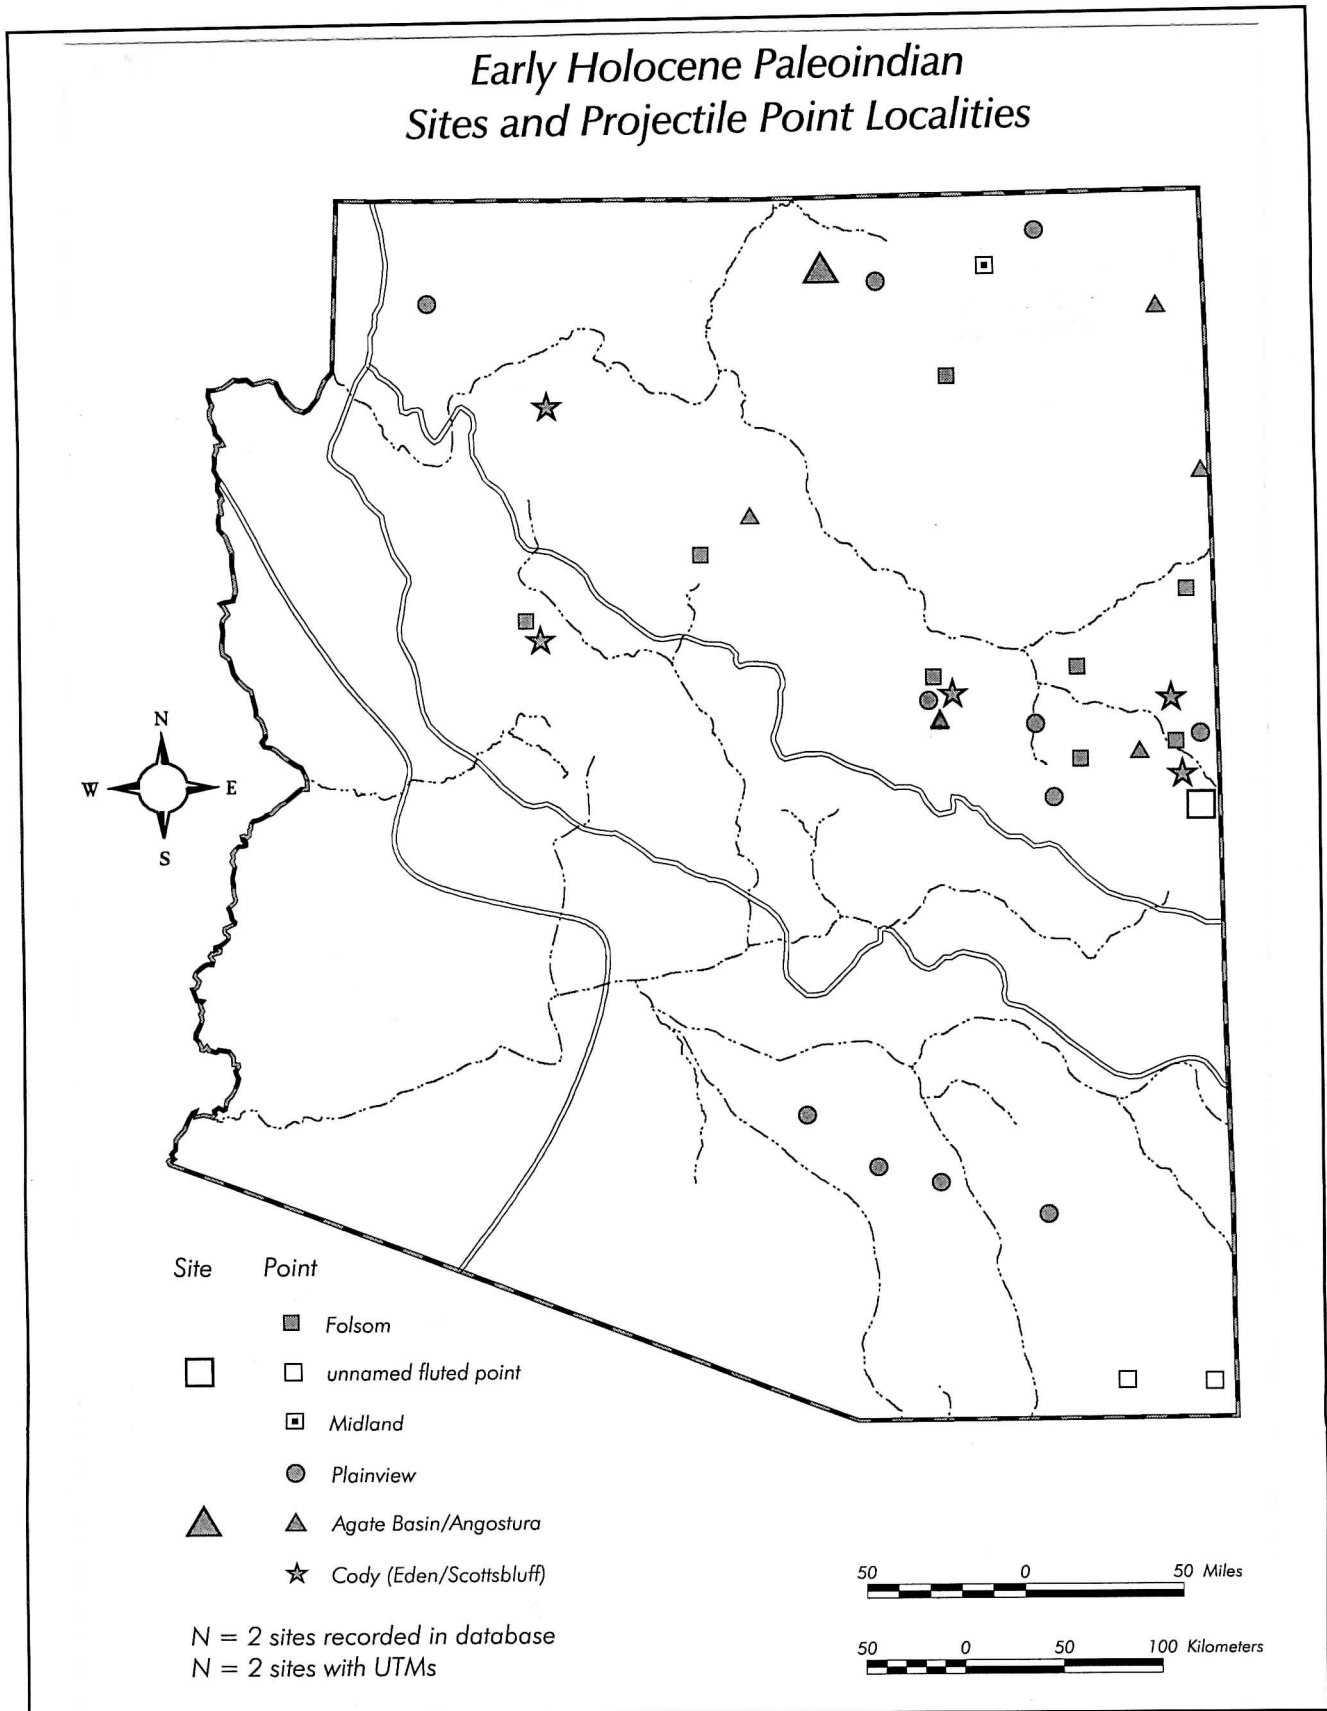 Early Holocene Paleoindian
Sites and Projectile Point Localities
N
W E
S
Site Point
Folsom
unnamed fluted point
Midland
Plainview
Agate Basin/Angostura
Cody (Eden/Scottsbluff)
N = 2 sites recorded in database
N = 2 sites with UTMs
50 0 50 Miles
50 0 50 100 Kilometers